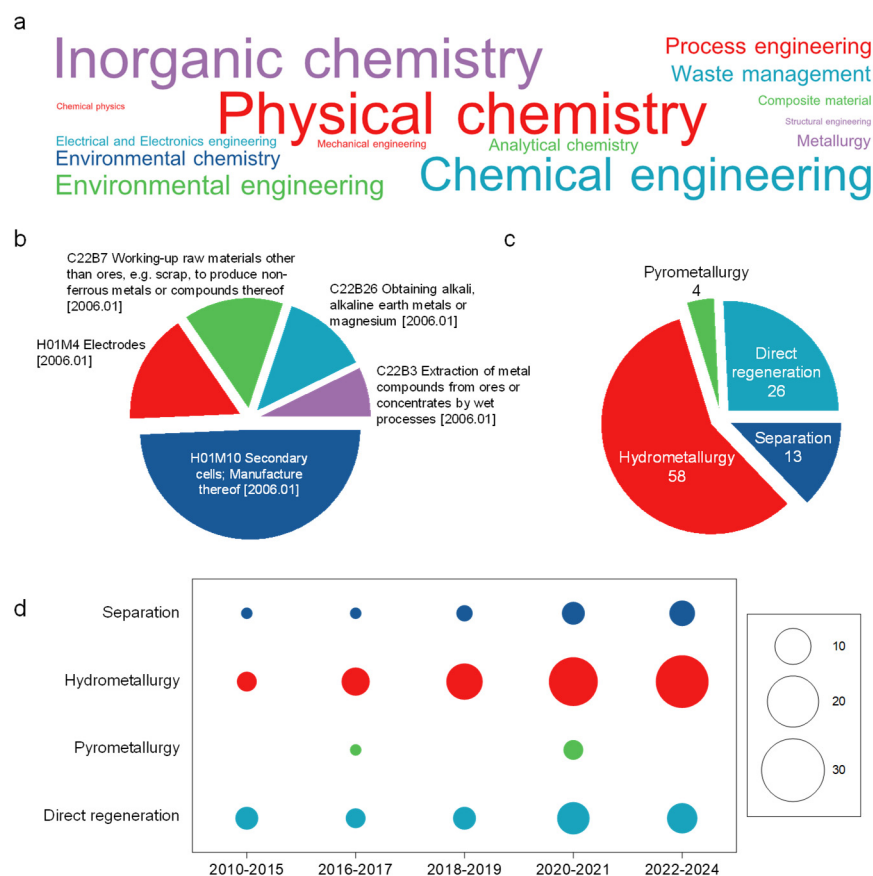 a
Inorganic chemistry
Process engineering
Waste management
Chemical physics
Physical chemistry
Composite material
Structural engineering
Electrical and Electronics engineering
Mechanical engineering
Analytical chemistry
Metallurgy
Environmental chemistry
Environmental engineering
Chemical engineering
b
C22B7 Working-up raw materials other
than ores, e.g. scrap, to produce non-
ferrous metals or compounds thereof
[2006.01]
C22B26 Obtaining alkali,
alkaline earth metals or
magnesium [2006.01]
H01M4 Electrodes
[2006.01]
C22B3 Extraction of metal
compounds from ores or
concentrates by wet
processes [2006.01]
H01M10 Secondary
cells; Manufacture
thereof [2006.01]
c
Pyrometallurgy
4
Direct
regeneration
26
Separation
13
Hydrometallurgy
58
d
Separation
Hydrometallurgy
Pyrometallurgy
Direct regeneration
2010-2015
2016-2017
2018-2019
2020-2021
2022-2024
10
20
30